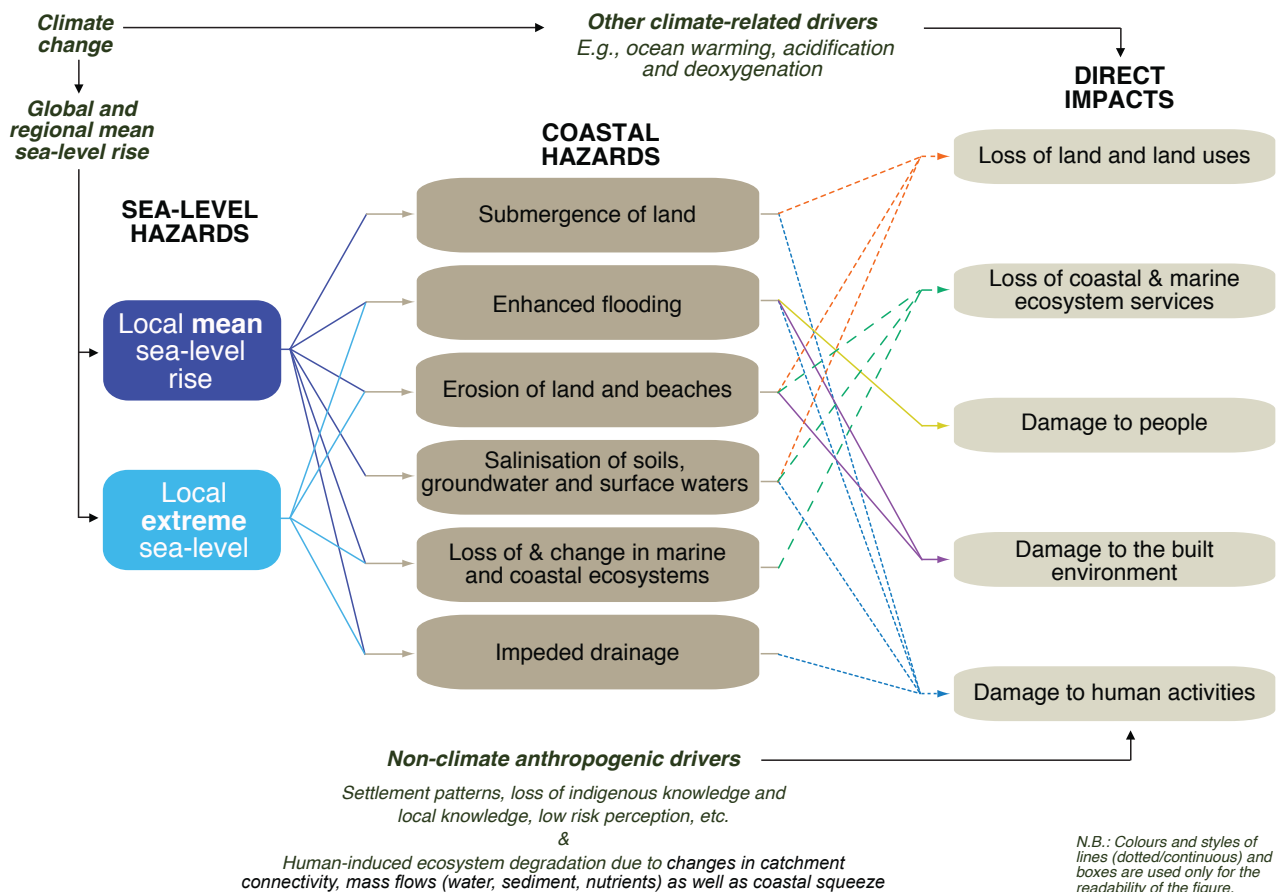 Climate
change
Other climate-related drivers
E.g., ocean warming, acidification
and deoxygenation
DIRECT
IMPACTS
Global and
regional mean
sea-level rise
COASTAL
HAZARDS
SEA-LEVEL
HAZARDS
Loss of land and land uses
Submergence of land
Loss of coastal & marine
ecosystem services
Enhanced flooding
Local mean
sea-level
rise
Erosion of land and beaches
Damage to people
Salinisation of soils,
groundwater and surface waters
Local
extreme
sea-level
Loss of & change in marine
and coastal ecosystems
Damage to the built
environment
Impeded drainage
Damage to human activities
Non-climate anthropogenic drivers
Settlement patterns, loss of indigenous knowledge and
local knowledge, low risk perception, etc.
&
Human-induced ecosystem degradation due to changes in catchment
connectivity, mass flows (water, sediment, nutrients) as well as coastal squeeze
N.B.: Colours and styles of
lines (dotted/continuous) and
boxes are used only for the
readability of the figure.